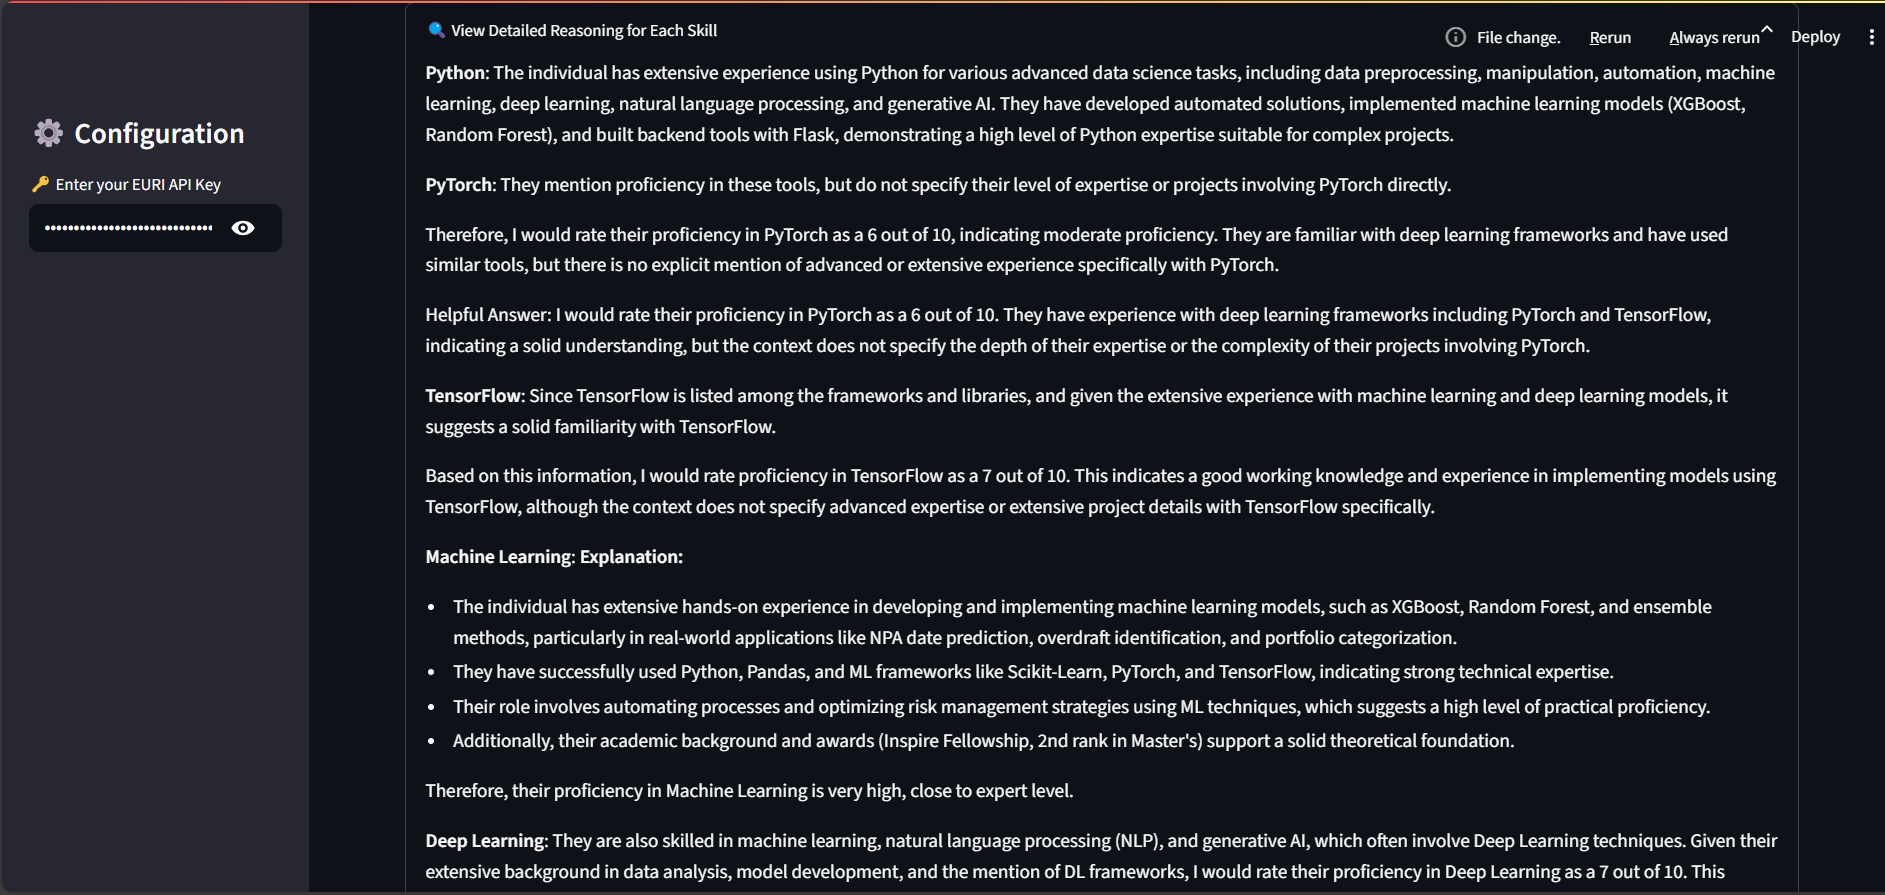 View Detailed Reasoning for Each Skill
File change. Rerun Always rerun Deploy
Configuration
Enter your EURI API Key
Python: The individual has extensive experience using Python for various advanced data science tasks, including data preprocessing, manipulation, automation, machine
learning, deep learning, natural language processing, and generative AI. They have developed automated solutions, implemented machine learning models (XGBoost,
Random Forest), and built backend tools with Flask, demonstrating a high level of Python expertise suitable for complex projects.
PyTorch: They mention proficiency in these tools, but do not specify their level of expertise or projects involving PyTorch directly.
Therefore, I would rate their proficiency in PyTorch as a 6 out of 10, indicating moderate proficiency. They are familiar with deep learning frameworks and have used
similar tools, but there is no explicit mention of advanced or extensive experience specifically with PyTorch.
Helpful Answer: I would rate their proficiency in PyTorch as a 6 out of 10. They have experience with deep learning frameworks including PyTorch and TensorFlow,
indicating a solid understanding, but the context does not specify the depth of their expertise or the complexity of their projects involving PyTorch.
TensorFlow: Since TensorFlow is listed among the frameworks and libraries, and given the extensive experience with machine learning and deep learning models, it
suggests a solid familiarity with TensorFlow.
Based on this information, I would rate proficiency in TensorFlow as a 7 out of 10. This indicates a good working knowledge and experience in implementing models using
TensorFlow, although the context does not specify advanced expertise or extensive project details with TensorFlow specifically.
Machine Learning: Explanation:
• The individual has extensive hands-on experience in developing and implementing machine learning models, such as XGBoost, Random Forest, and ensemble
methods, particularly in real-world applications like NPA date prediction, overdraft identification, and portfolio categorization.
• They have successfully used Python, Pandas, and ML frameworks like Scikit-Learn, PyTorch, and TensorFlow, indicating strong technical expertise.
• Their role involves automating processes and optimizing risk management strategies using ML techniques, which suggests a high level of practical proficiency.
• Additionally, their academic background and awards (Inspire Fellowship, 2nd rank in Master's) support a solid theoretical foundation.
Therefore, their proficiency in Machine Learning is very high, close to expert level.
Deep Learning: They are also skilled in machine learning, natural language processing (NLP), and generative AI, which often involve Deep Learning techniques. Given their
extensive background in data analysis, model development, and the mention of DL frameworks, I would rate their proficiency in Deep Learning as a 7 out of 10. This